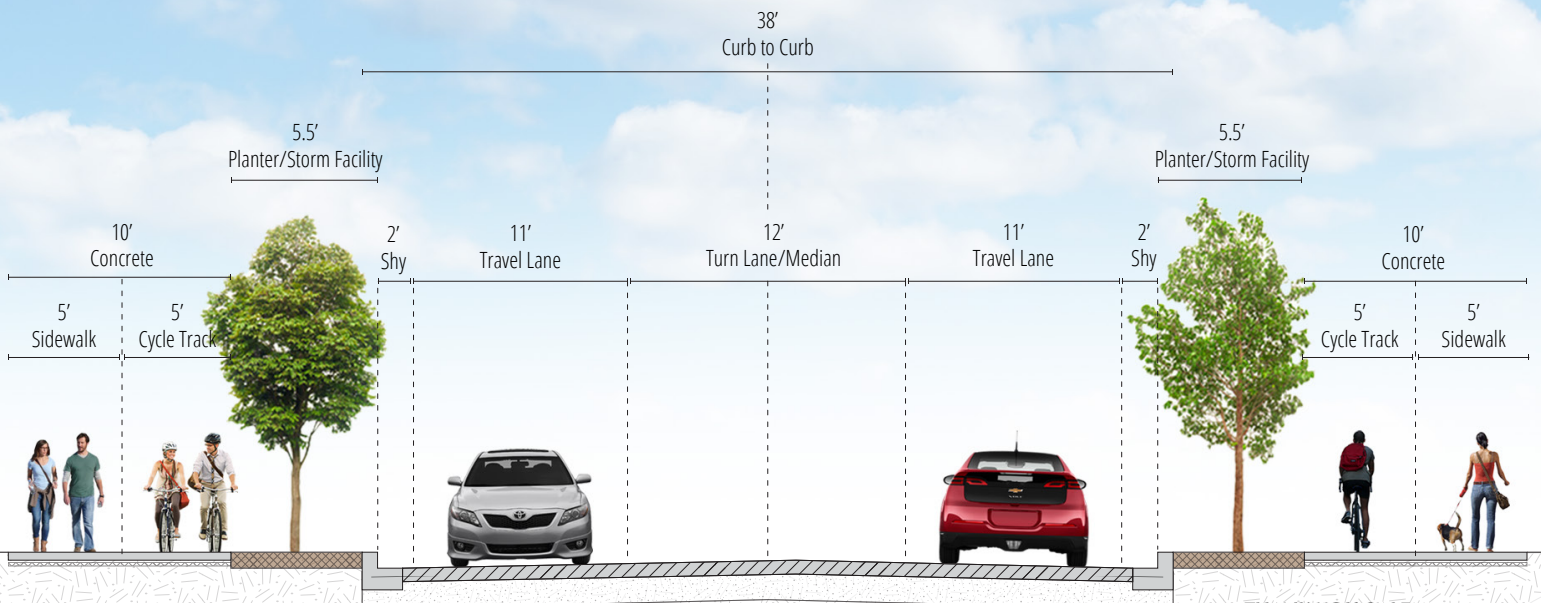 38’
Curb to Curb
5.5’
Planter/Storm Facility
5.5’
Planter/Storm Facility
10’
Concrete
2’
Shy
11’
Travel Lane
12’
Turn Lane/Median
11’
Travel Lane
2’
Shy
10’
Concrete
5’
Sidewalk
5’
Cycle Track
5’
Cycle Track
5’
Sidewalk